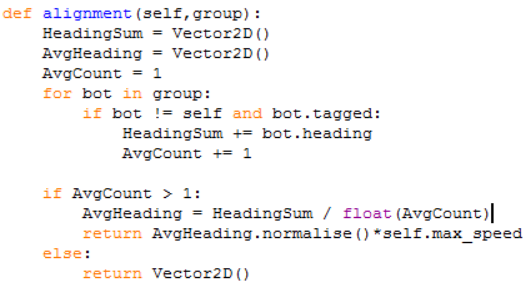 def alignment(self,group):
    HeadingSum = Vector2D()
    AvgHeading = Vector2D()
    AvgCount = 1
    for bot in group:
        if bot != self and bot.tagged:
            HeadingSum += bot.heading
            AvgCount += 1

    if AvgCount > 1:
        AvgHeading = HeadingSum / float(AvgCount)
        return AvgHeading.normalise()*self.max_speed
    else:
        return Vector2D()